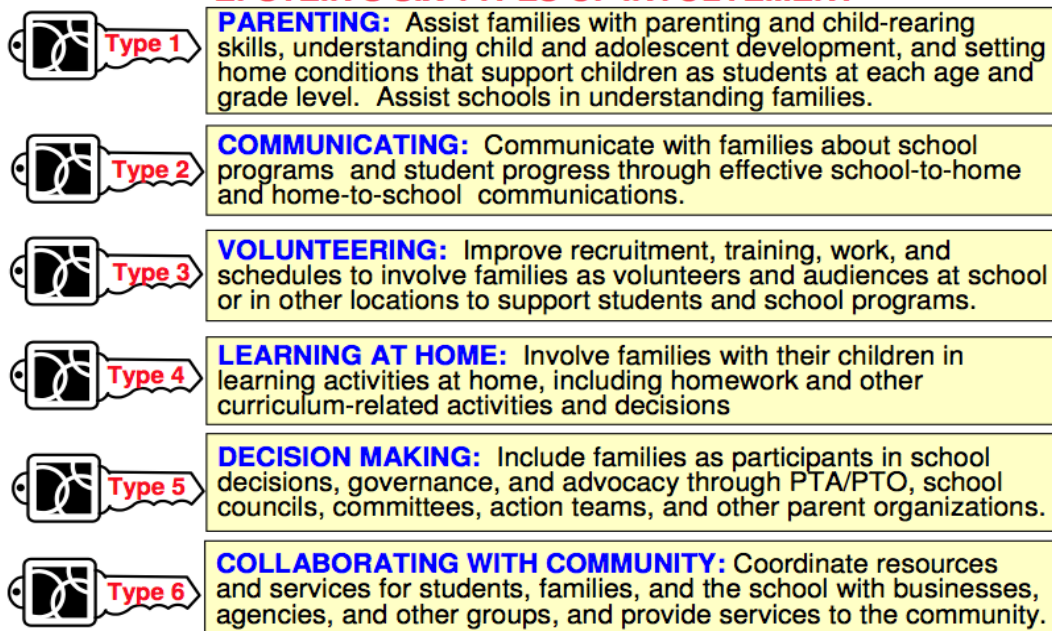 EPSTEIN'S SIX TYPES OF INVOLVEMENT
Type 1
PARENTING: Assist families with parenting and child-rearing
skills, understanding child and adolescent development, and setting
home conditions that support children as students at each age and
grade level. Assist schools in understanding families.
Type 2
COMMUNICATING: Communicate with families about school
programs and student progress through effective school-to-home
and home-to-school communications.
Type 3
VOLUNTEERING: Improve recruitment, training, work, and
schedules to involve families as volunteers and audiences at school
or in other locations to support students and school programs.
Type 4
LEARNING AT HOME: Involve families with their children in
learning activities at home, including homework and other
curriculum-related activities and decisions
Type 5
DECISION MAKING: Include families as participants in school
decisions, governance, and advocacy through PTA/PTO, school
councils, committees, action teams, and other parent organizations.
Type 6
COLLABORATING WITH COMMUNITY: Coordinate resources
and services for students, families, and the school with businesses,
agencies, and other groups, and provide services to the community.